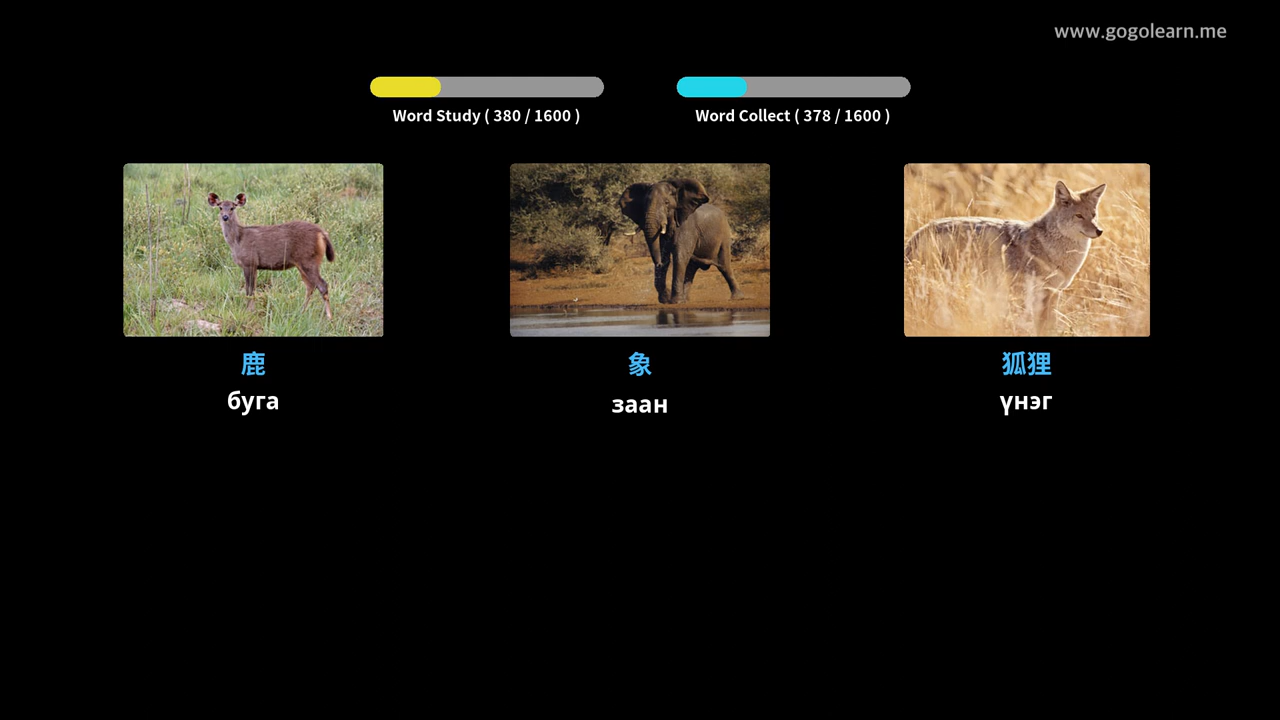 www.gogolearn.me
Word Study ( 380 / 1600 )
Word Collect ( 378 / 1600 )
鹿
буга
象
заан
狐狸
үнэг